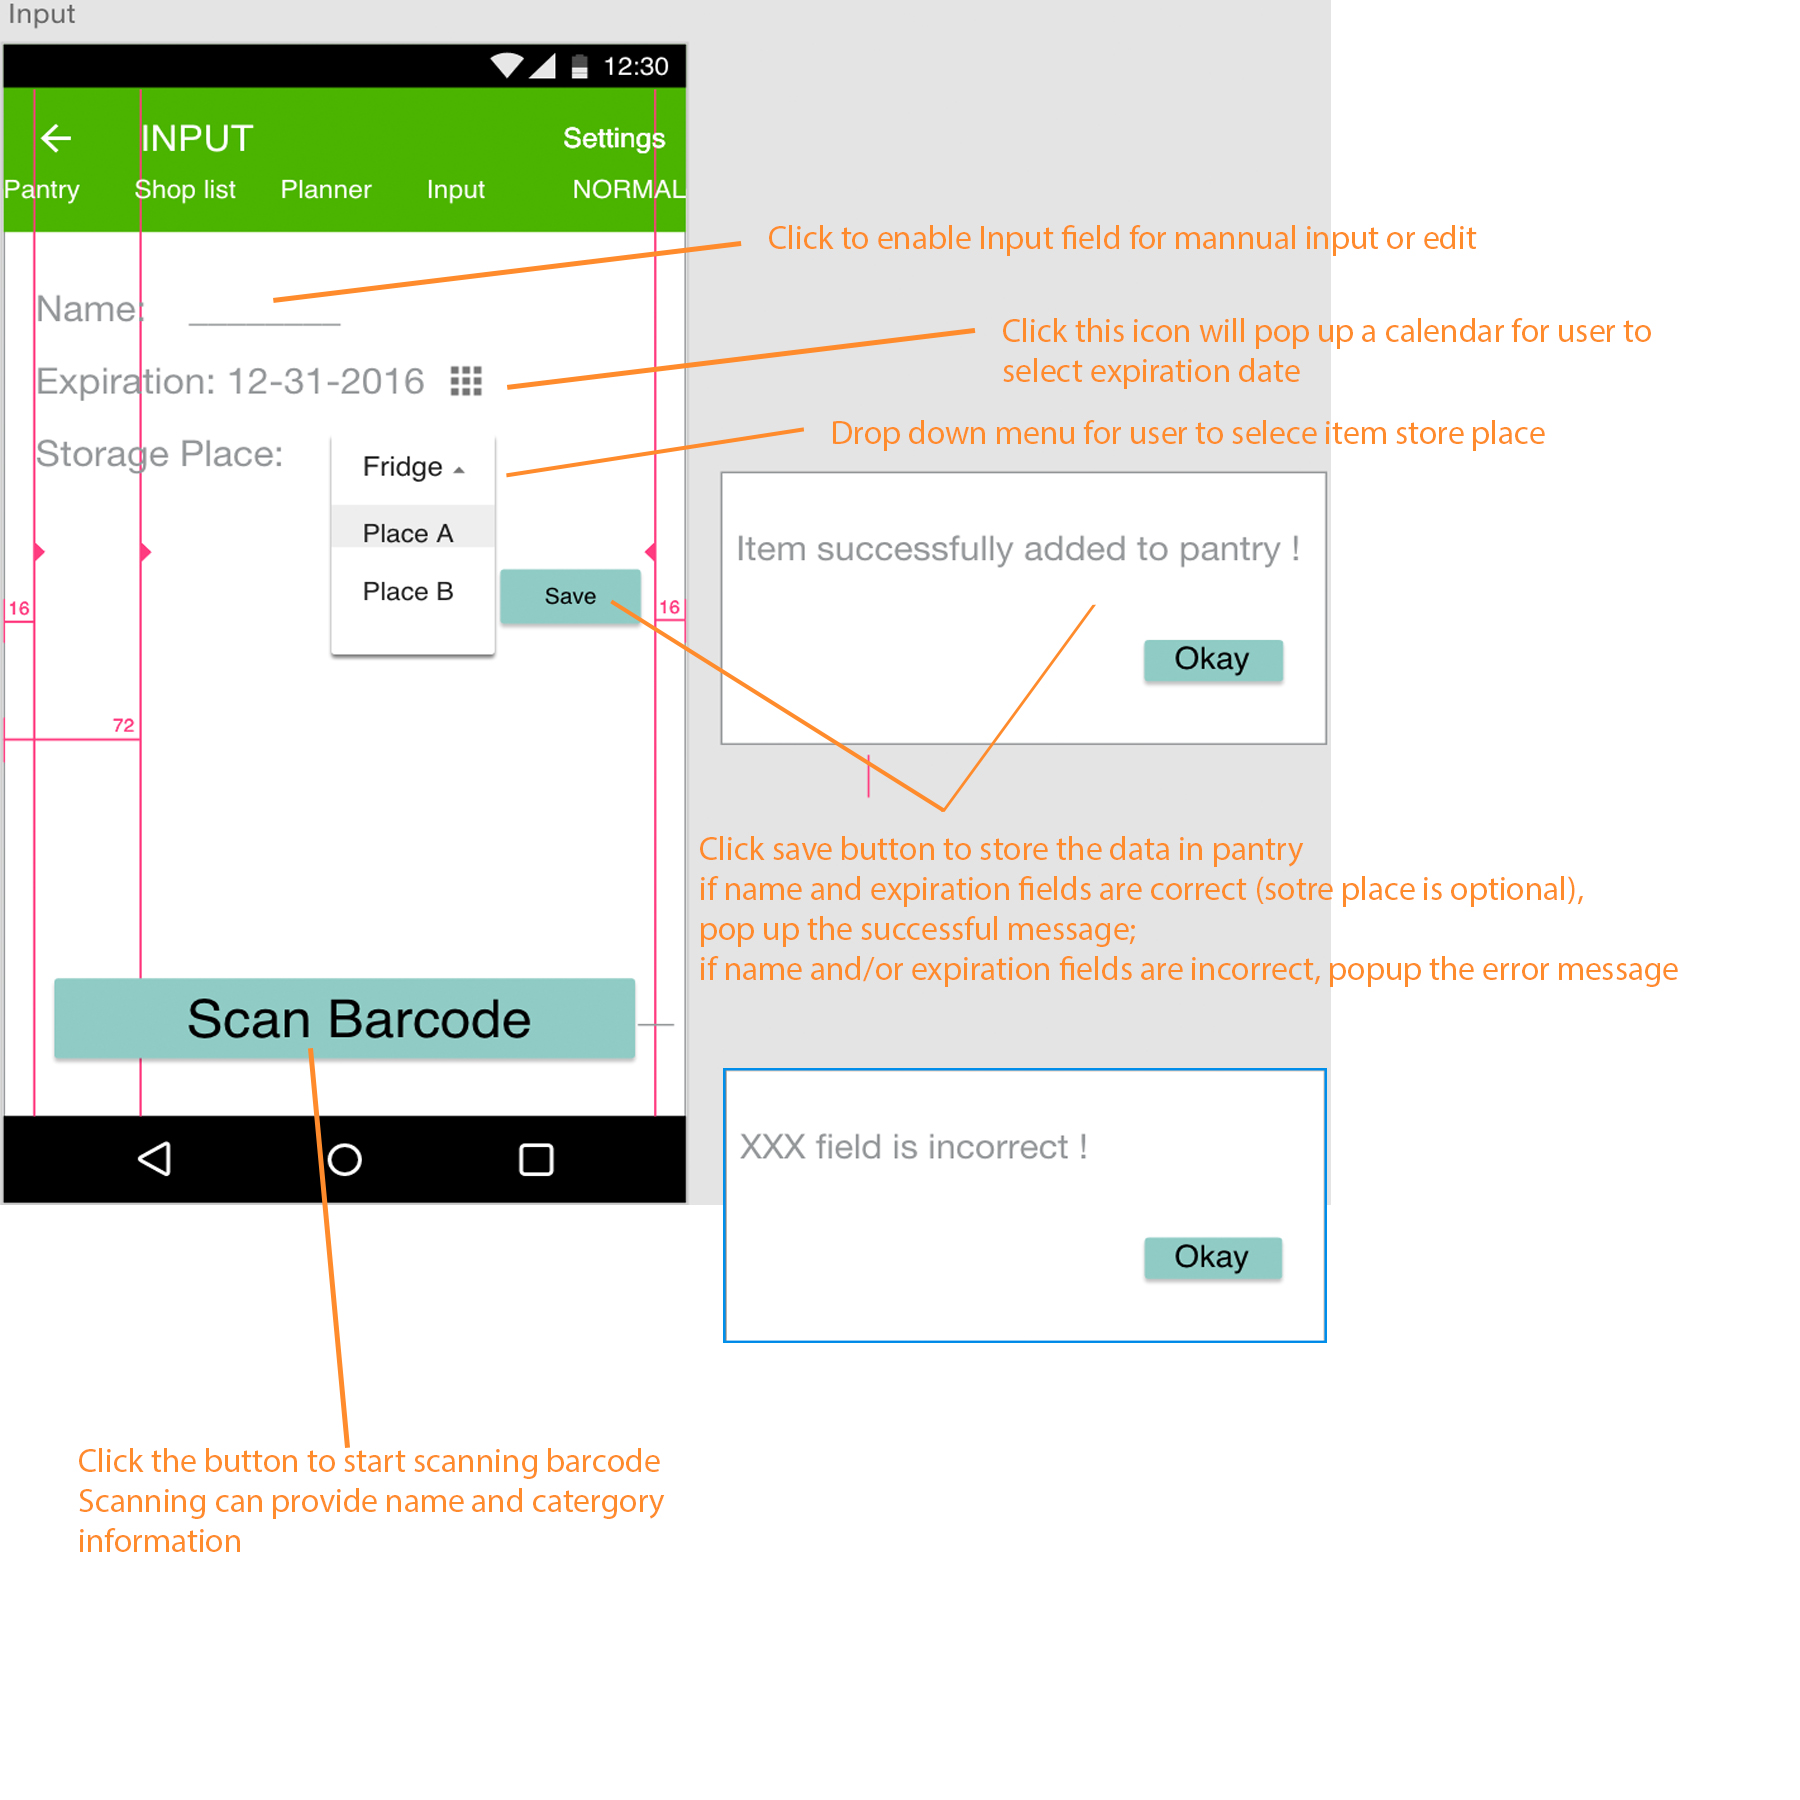 Input
12:30
INPUT
Settings
Pantry Shop list Planner Input NORMAL
Click to enable Input field for mannual input or edit
Name: ________
Click this icon will pop up a calendar for user to
select expiration date
Expiration: 12-31-2016
Drop down menu for user to selece item store place
Storage Place:
Fridge
Place A
Place B
Save
16
16
72
Item successfully added to pantry !
Okay
Click save button to store the data in pantry
if name and expiration fields are correct (sotre place is optional),
pop up the successful message;
if name and/or expiration fields are incorrect, popup the error message
Scan Barcode
XXX field is incorrect !
Okay
Click the button to start scanning barcode
Scanning can provide name and catergory
information